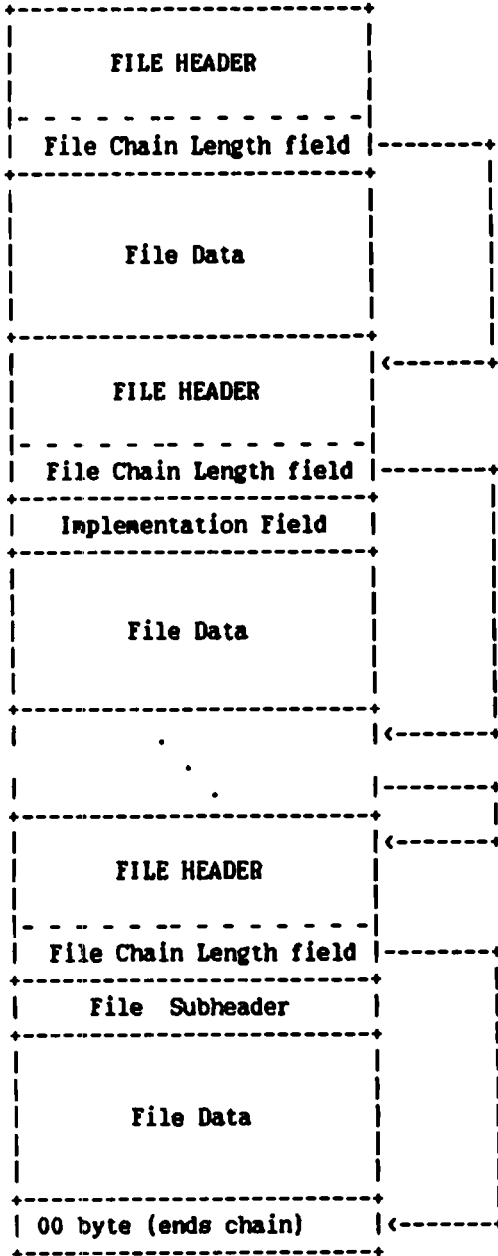 FILE HEADER
File Chain Length field
File Data
FILE HEADER
File Chain Length field
Implementation Field
File Data
FILE HEADER
File Chain Length field
File Subheader
File Data
00 byte (ends chain)